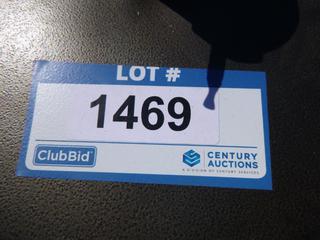 LOT #
1469
ClubBid
CENTURY
AUCTIONS
A DIVISION OF CENTURY SERVICES